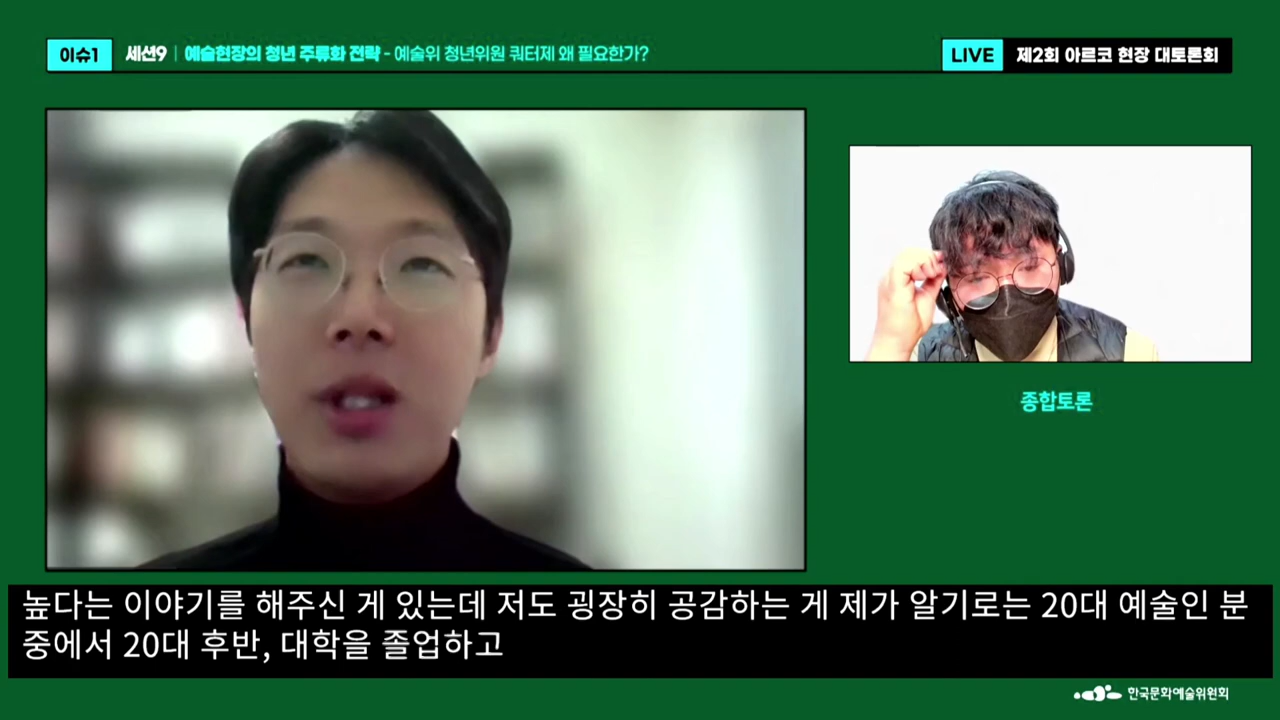 이슈1 세션9 | 예술현장의 청년 주류화 전략 - 예술위 청년위원 쿼터제 왜 필요한가?
LIVE 제2회 아르코 현장 대토론회
종합토론
높다는 이야기를 해주신 게 있는데 저도 굉장히 공감하는 게 제가 알기로는 20대 예술인 분
중에서 20대 후반, 대학을 졸업하고
한국문화예술위원회